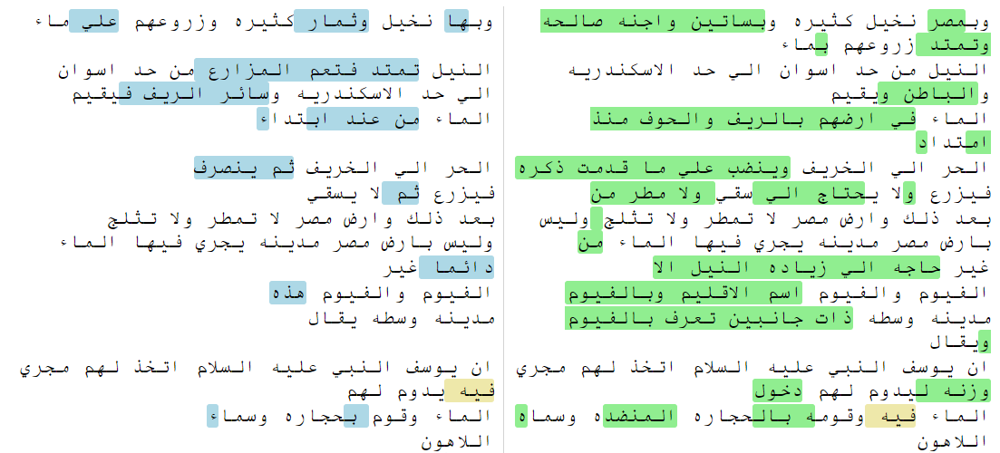 وبمصر نخيل كثيره وبساتين واجنه صالحه
وتمتد زروعهم بماء
النيل من حد اسوان الي حد الاسكندريه
والباطن ويقيم
الماء في ارضهم بالريف والحوف منذ
امتداد
الحر الي الخريف وينضب علي ما قدمت ذكره
فيزرع ولا يحتاج الي سقي ولا مطر من
بعد ذلك وارض مصر لا تمطر ولا تثلج وليس
بارض مصر مدينه يجري فيها الماء من
غير حاجه الي زياده النيل الا
الفيوم والفيوم اسم الاقليم وبالفيوم
مدينه وسطه ذات جانبين تعرف بالفيوم
ويقال
ان يوسف النبي عليه السلام اتخذ لهم مجري
وزنه ليدوم لهم دخول
الماء فيه وقومه بالحجاره المنضده وسماه
اللاهون
وبها نخيل وثمار كثيره وزروعهم علي ماء
النيل تمتد فتعم المزارع من حد اسوان
الي حد الاسكندريه وسائر الريف فيقيم
الماء من عند ابتداء
الحر الي الخريف ثم ينصرف
فيزرع ثم لا يسقي
بعد ذلك وارض مصر لا تمطر ولا تثلج
وليس بارض مصر مدينه يجري فيها الماء
دائما غير
الفيوم والفيوم هذه
مدينه وسطه يقال
ان يوسف النبي عليه السلام اتخذ لهم مجري
فيه يدوم لهم
الماء وقوم بحجاره وسماء
اللاهون